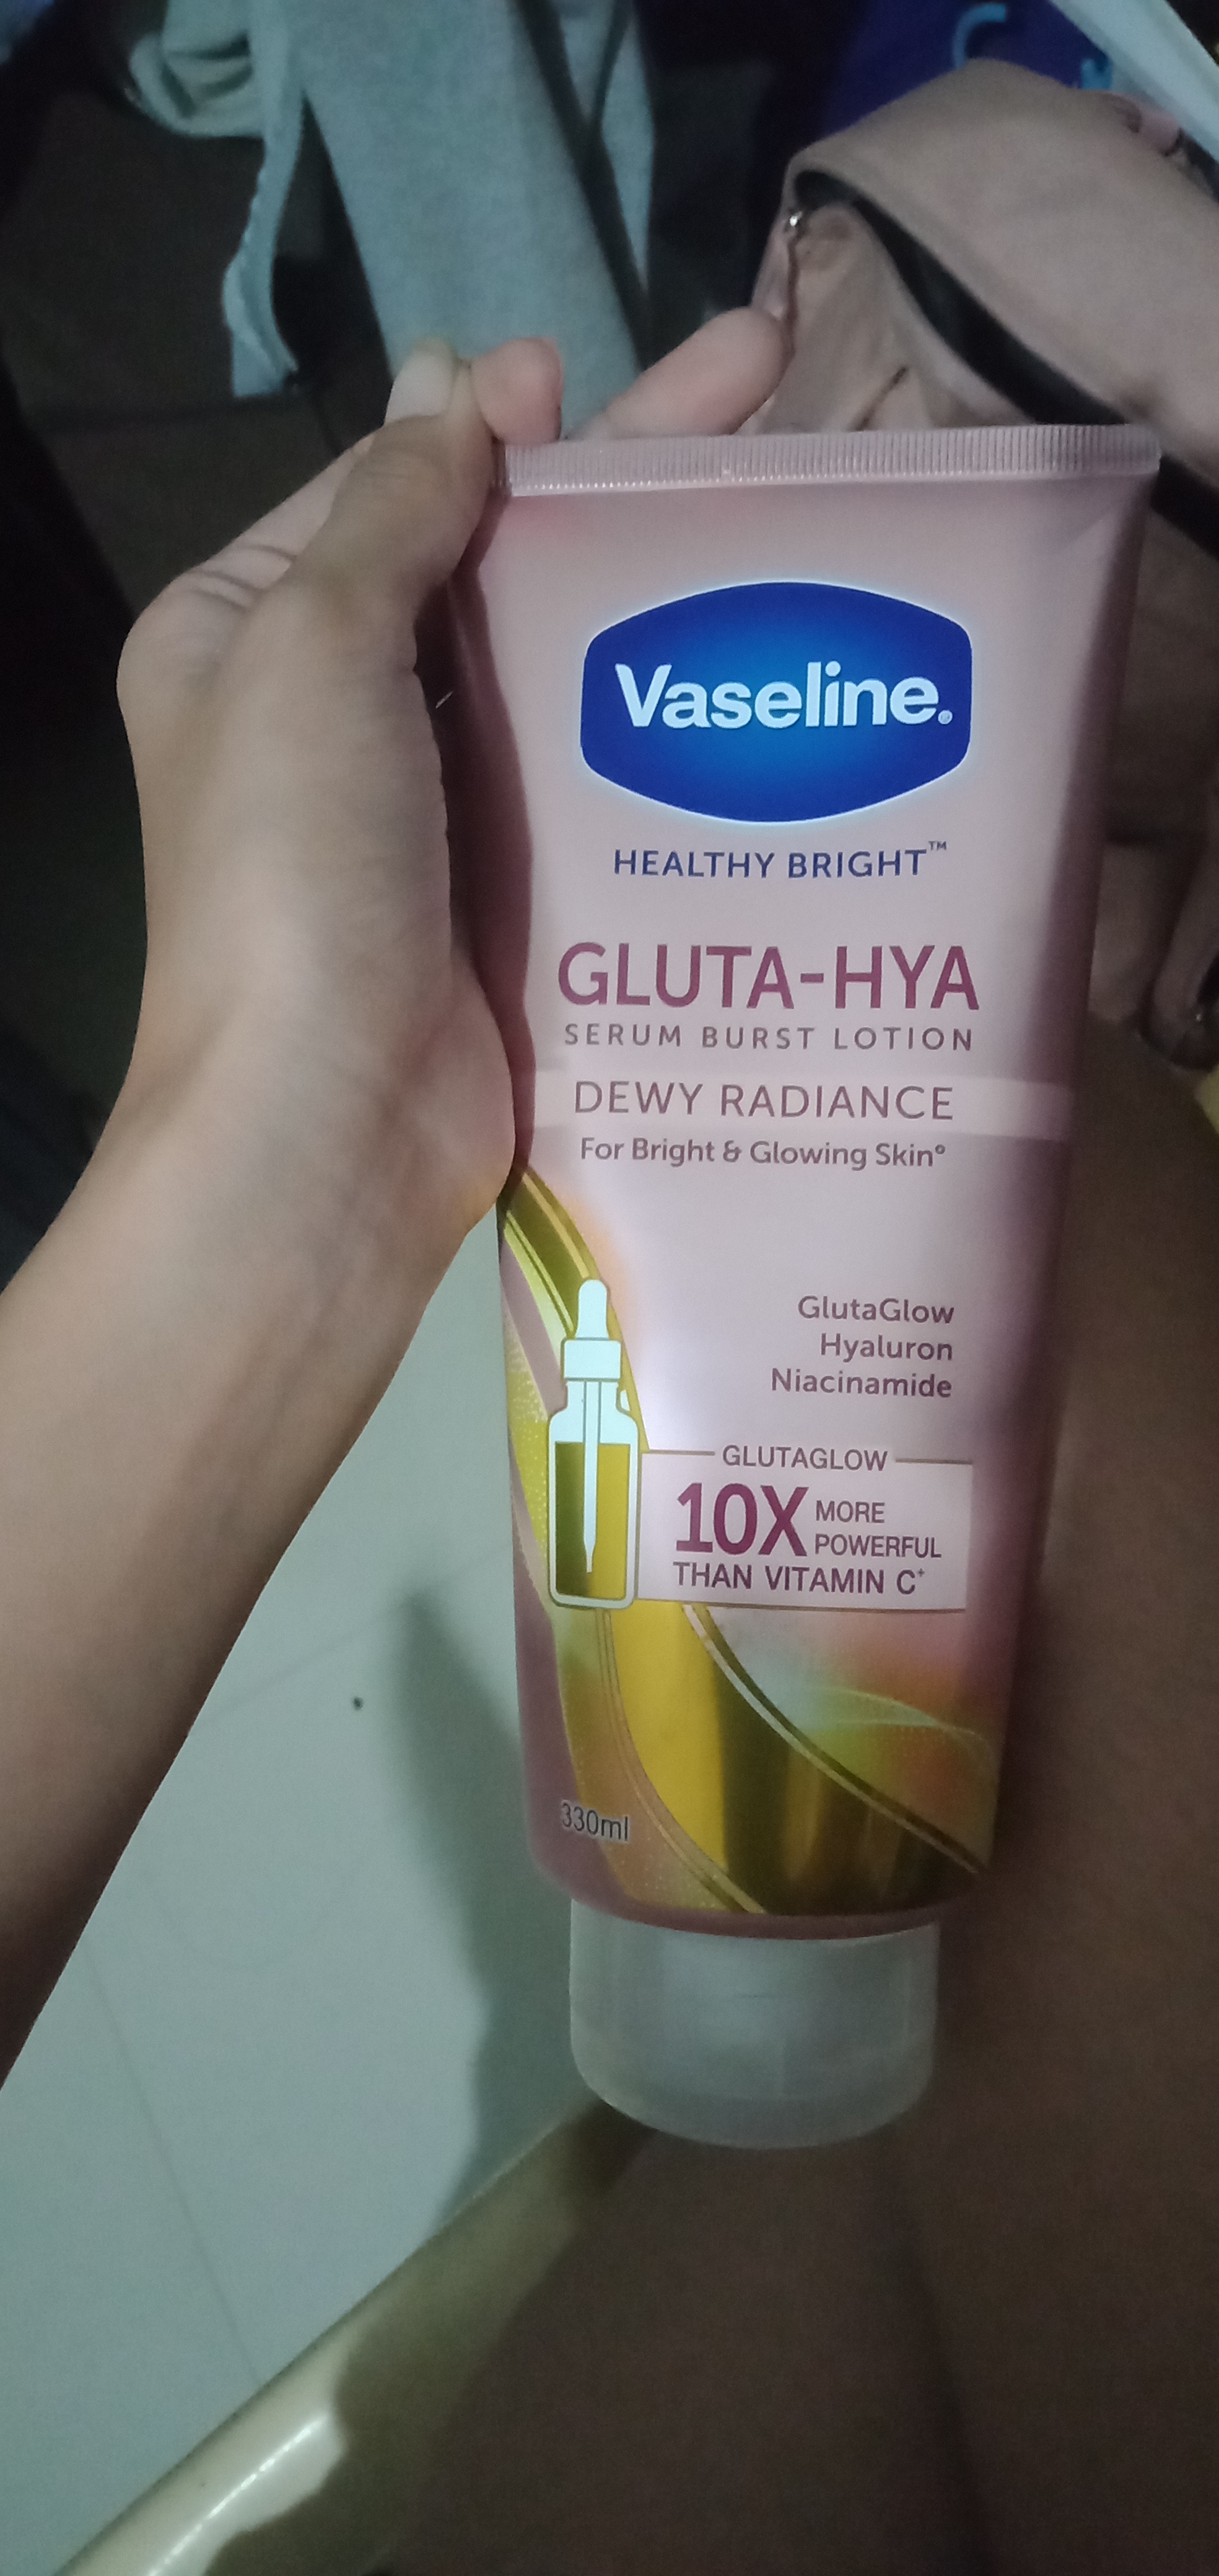 Vaseline®
HEALTHY BRIGHT™
GLUTA-HYA
SERUM BURST LOTION
DEWY RADIANCE
For Bright & Glowing Skin°
GlutaGlow
Hyaluron
Niacinamide
GLUTAGLOW
10X MORE
POWERFUL
THAN VITAMIN C⁺
330ml